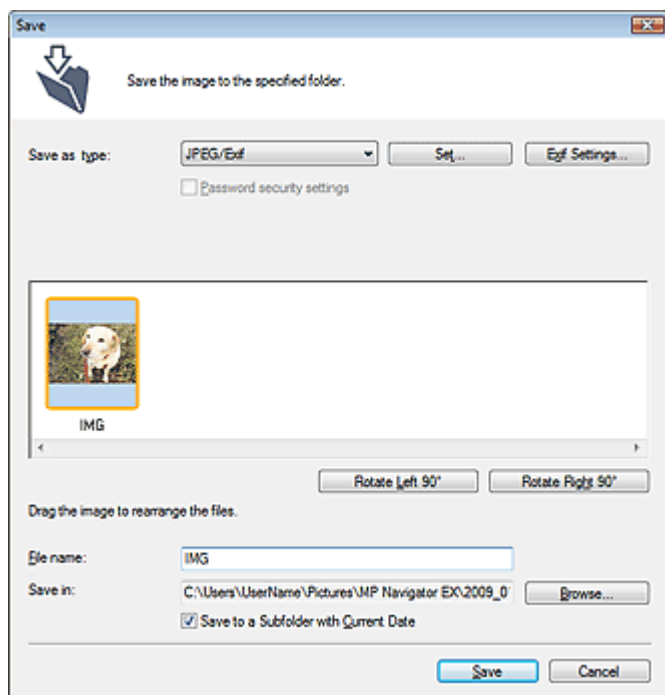 Save
Save the image to the specified folder.
Save as type: JPEG/Exif Set... Exif Settings...
Password security settings
IMG
Rotate Left 90° Rotate Right 90°
Drag the image to rearrange the files.
File name: IMG
Save in: C:\Users\UserName\Pictures\MP Navigator EX\2009_0 Browse...
Save to a Subfolder with Current Date
Save Cancel